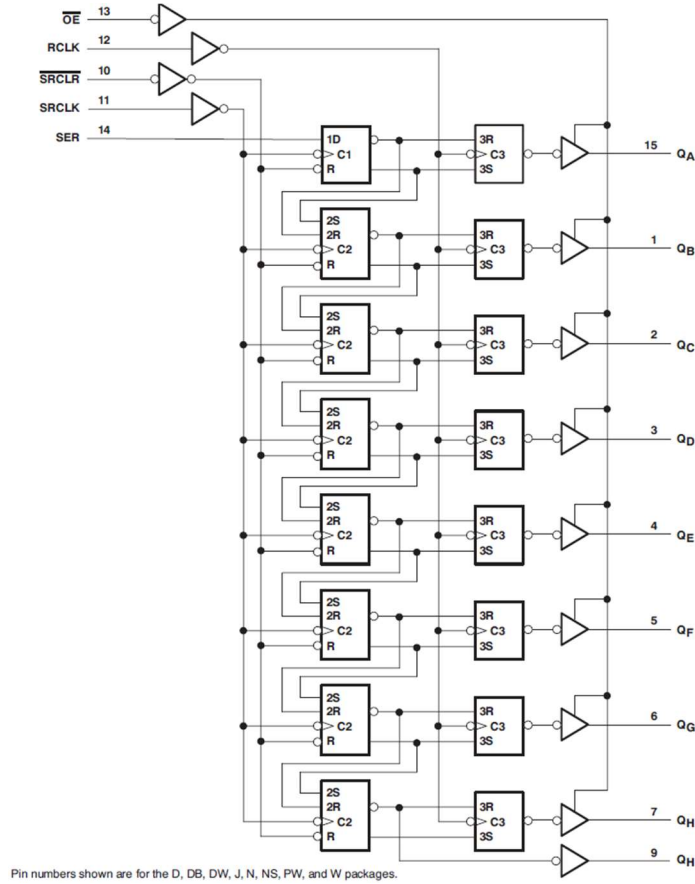 OE 13
RCLK 12
SRCLR 10
SRCLK 11
SER 14
1D
C1
R
3R
C3
3S
15 QA
2S
2R
C2
R
3R
C3
3S
1 QB
2S
2R
C2
R
3R
C3
3S
2 QC
2S
2R
C2
R
3R
C3
3S
3 QD
2S
2R
C2
R
3R
C3
3S
4 QE
2S
2R
C2
R
3R
C3
3S
5 QF
2S
2R
C2
R
3R
C3
3S
6 QG
2S
2R
C2
R
3R
C3
3S
7 QH
9 QH
Pin numbers shown are for the D, DB, DW, J, N, NS, PW, and W packages.